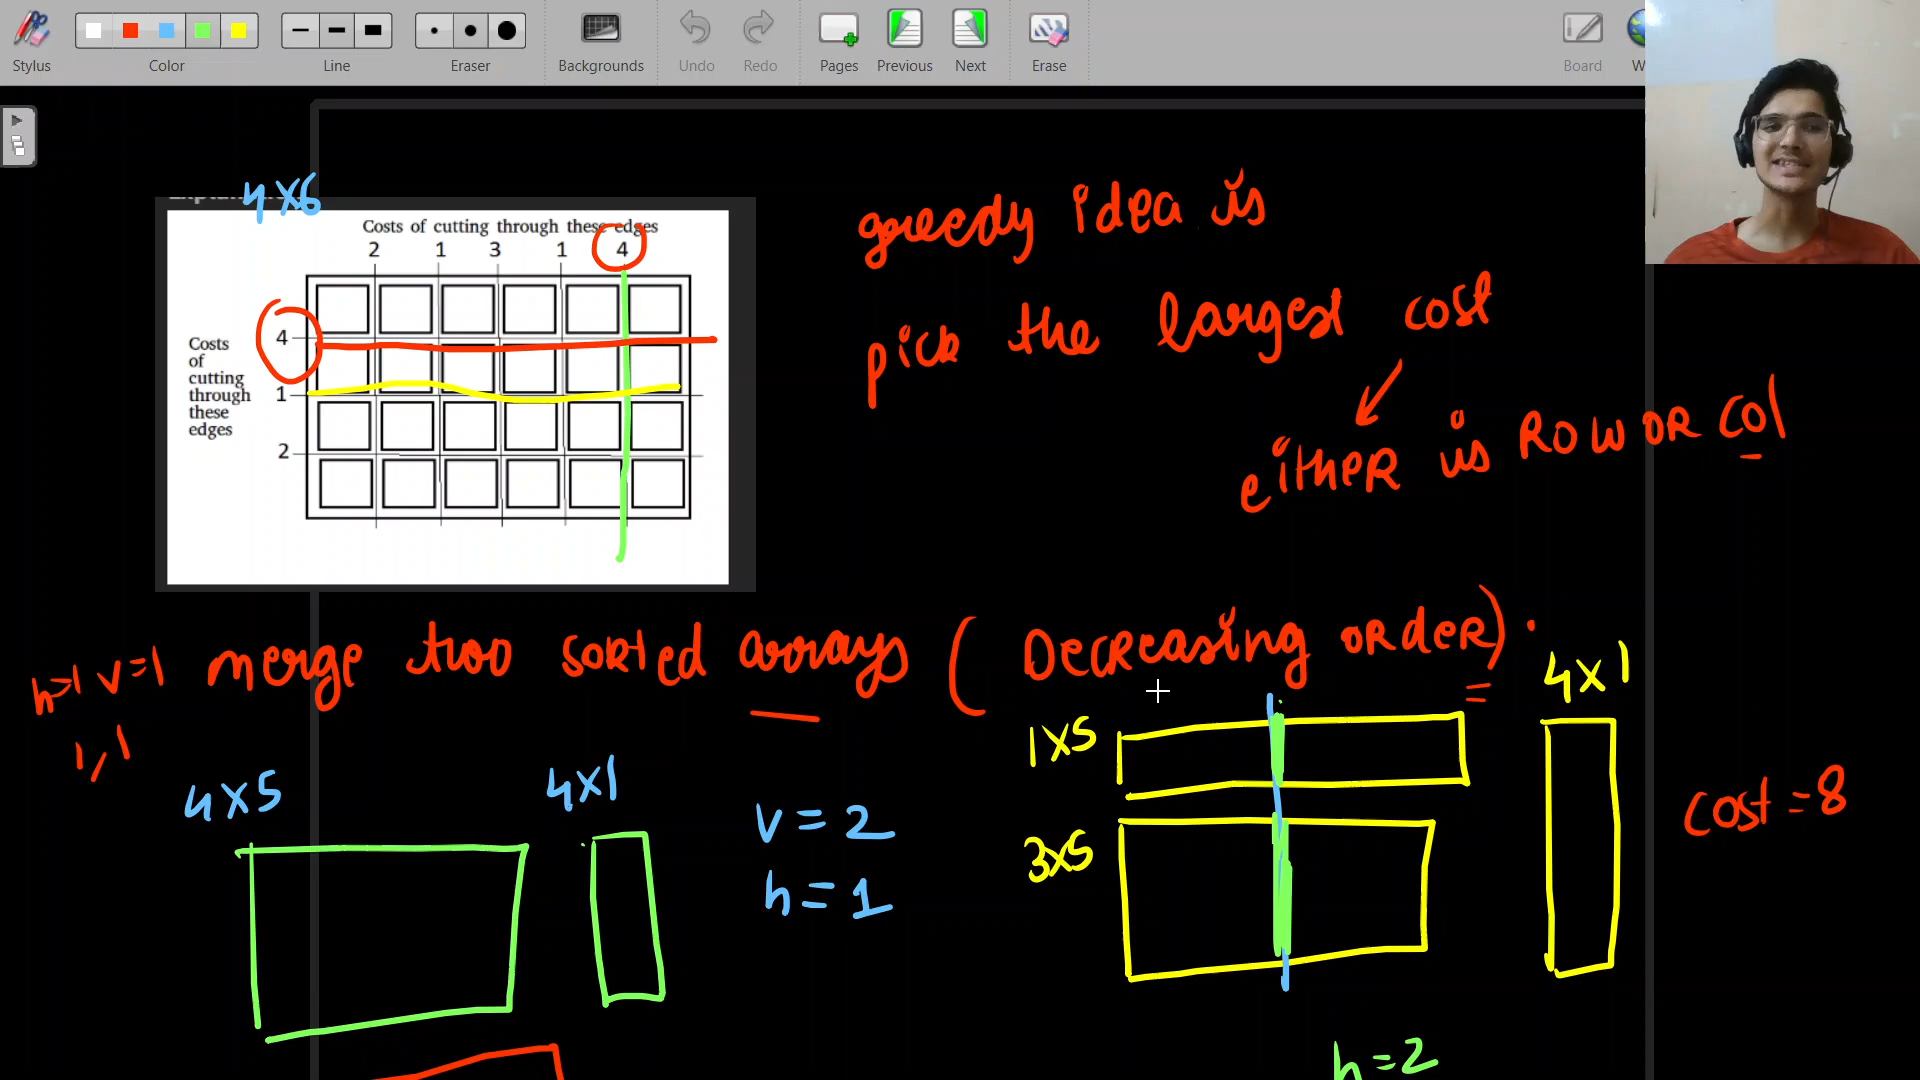 Stylus
Color
Line
Eraser
Backgrounds
Undo
Redo
Pages
Previous
Next
Erase
Board
W
4x6
Costs of cutting through these edges
2 1 3 1 4
4
1
2
Costs
of
cutting
through
these
edges
greedy idea is
pick the largest cost
eitheR is ROW OR Col
h=1 v=1
1,1
merge two sorted arrays (DecReasing ordeR).
4x5
4x1
v=2
h=1
1x5
3x5
4x1
cost=8
h=2